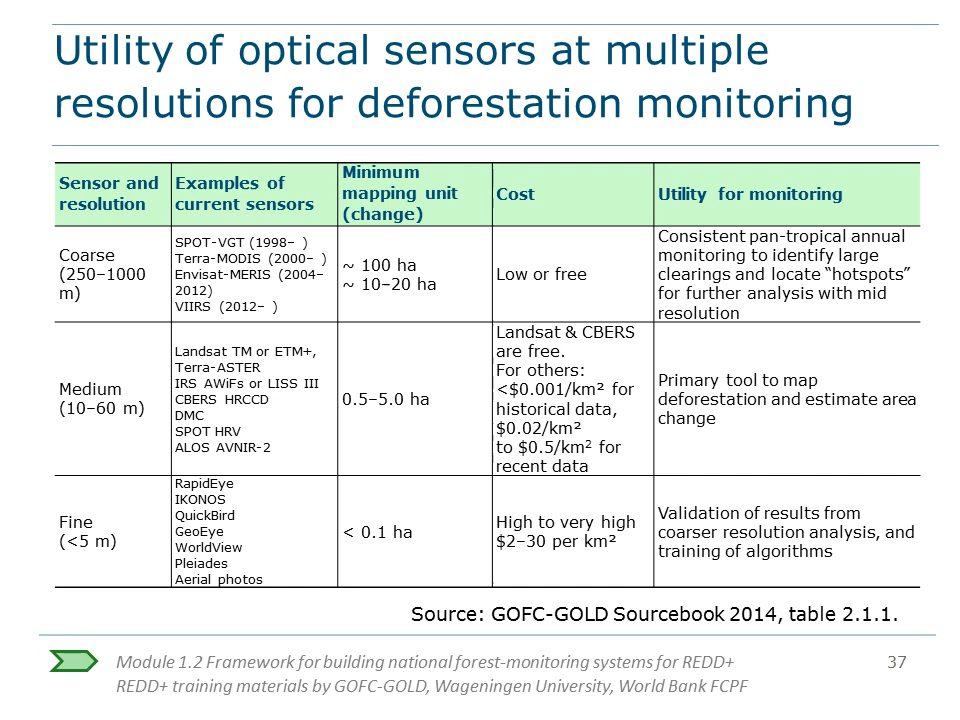 Utility of optical sensors at multiple
resolutions for deforestation monitoring
Sensor and
resolution
Examples of
current sensors
Minimum
mapping unit
(change)
Cost
Utility for monitoring
Coarse
(250–1000
m)
SPOT-VGT (1998– )
Terra-MODIS (2000– )
Envisat-MERIS (2004–
2012)
VIIRS (2012– )
~ 100 ha
~ 10–20 ha
Low or free
Consistent pan-tropical annual
monitoring to identify large
clearings and locate “hotspots”
for further analysis with mid
resolution
Medium
(10–60 m)
Landsat TM or ETM+,
Terra-ASTER
IRS AWiFs or LISS III
CBERS HRCCD
DMC
SPOT HRV
ALOS AVNIR-2
0.5–5.0 ha
Landsat & CBERS
are free.
For others:
<$0.001/km² for
historical data,
$0.02/km²
to $0.5/km² for
recent data
Primary tool to map
deforestation and estimate area
change
Fine
(<5 m)
RapidEye
IKONOS
QuickBird
GeoEye
WorldView
Pleiades
Aerial photos
< 0.1 ha
High to very high
$2–30 per km²
Validation of results from
coarser resolution analysis, and
training of algorithms
Source: GOFC-GOLD Sourcebook 2014, table 2.1.1.
Module 1.2 Framework for building national forest-monitoring systems for REDD+
REDD+ training materials by GOFC-GOLD, Wageningen University, World Bank FCPF
37